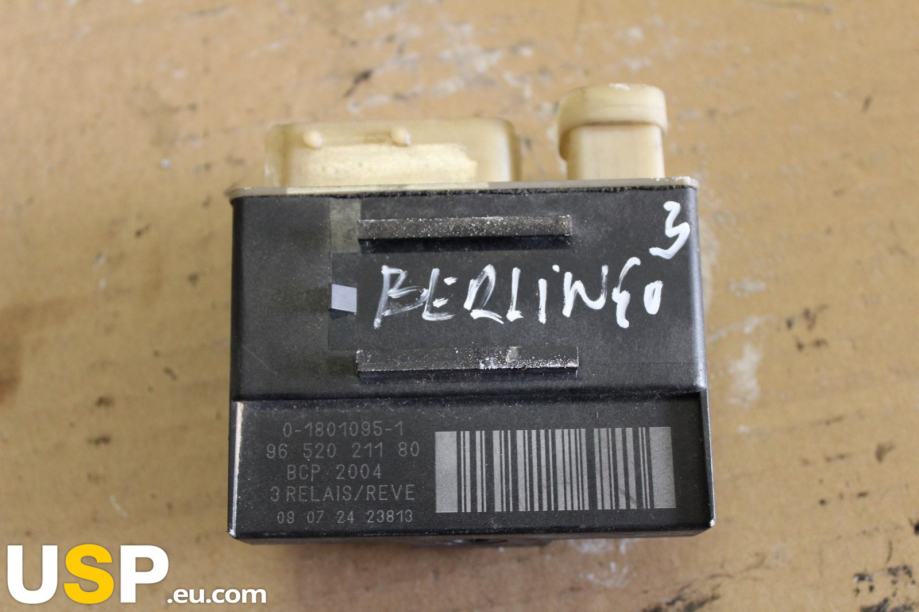 3
BERLiNGO
0-1801095-1
96 520 211 80
BCP 2004
3 RELAIS/REVE
09 07 24 23813
USP.eu.com